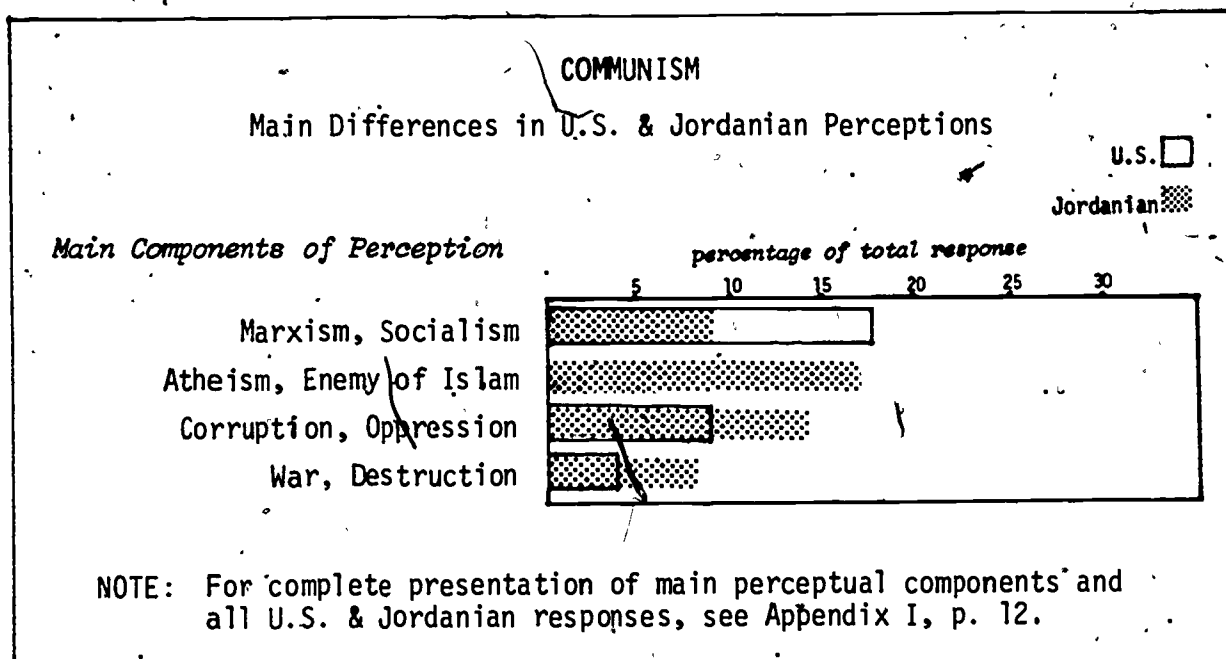 COMMUNISM
Main Differences in U.S. & Jordanian Perceptions
U.S.
Jordanian
Main Components of Perception
percentage of total response
5 10 15 20 25 30
Marxism, Socialism
Atheism, Enemy of Islam
Corruption, Oppression
War, Destruction
NOTE: For complete presentation of main perceptual components and
all U.S. & Jordanian responses, see Appendix I, p. 12.